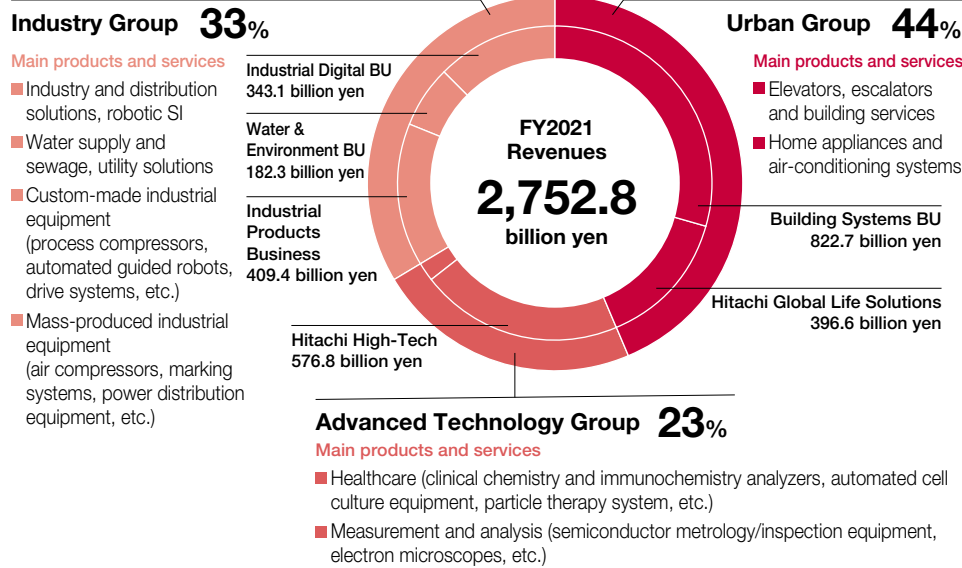 Industry Group 33%
Main products and services
Industry and distribution
solutions, robotic SI
Water supply and
sewage, utility solutions
Custom-made industrial
equipment
(process compressors,
automated guided robots,
drive systems, etc.)
Mass-produced industrial
equipment
(air compressors, marking
systems, power distribution
equipment, etc.)
Industrial Digital BU
343.1 billion yen
Water &
Environment BU
182.3 billion yen
Industrial
Products
Business
409.4 billion yen
Hitachi High-Tech
576.8 billion yen
FY2021
Revenues
2,752.8
billion yen
Urban Group 44%
Main products and services
Elevators, escalators
and building services
Home appliances and
air-conditioning systems
Building Systems BU
822.7 billion yen
Hitachi Global Life Solutions
396.6 billion yen
Advanced Technology Group 23%
Main products and services
Healthcare (clinical chemistry and immunochemistry analyzers, automated cell
culture equipment, particle therapy system, etc.)
Measurement and analysis (semiconductor metrology/inspection equipment,
electron microscopes, etc.)